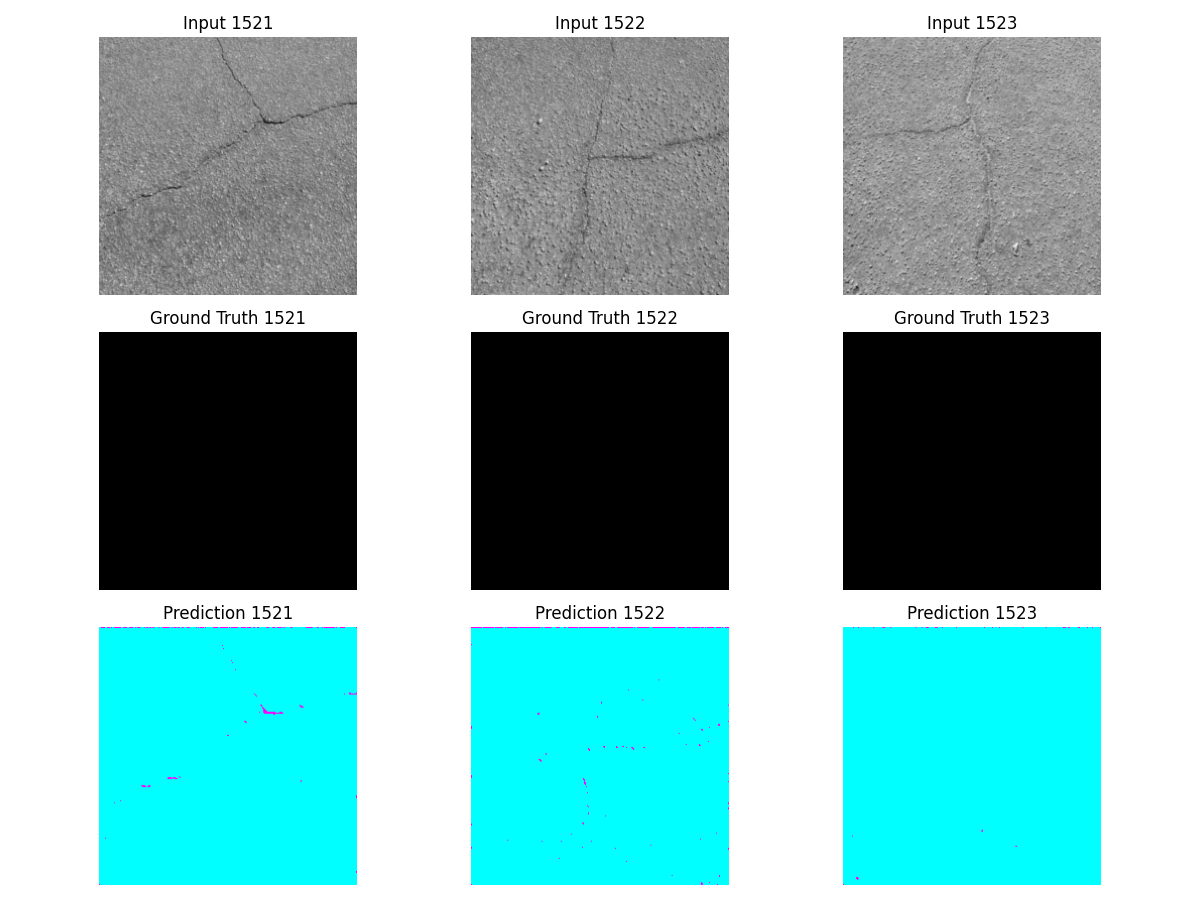 Input 1521
Input 1522
Input 1523
Ground Truth 1521
Ground Truth 1522
Ground Truth 1523
Prediction 1521
Prediction 1522
Prediction 1523